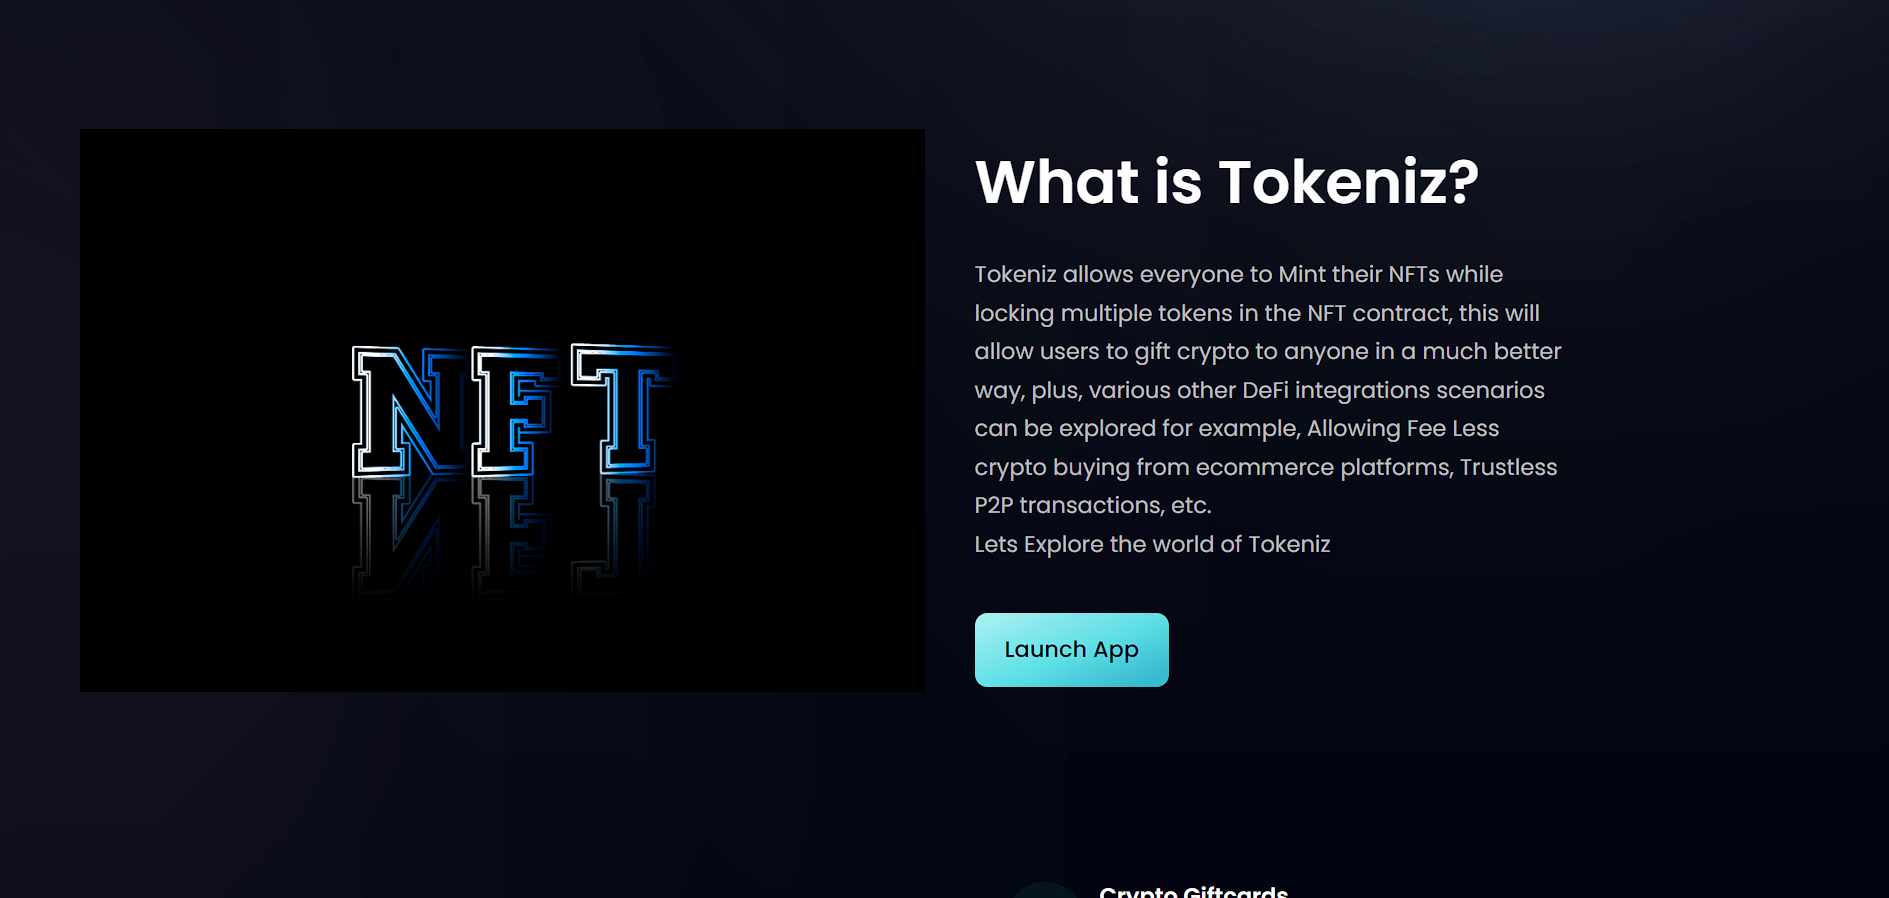 NFT
What is Tokeniz?
Tokeniz allows everyone to Mint their NFTs while
locking multiple tokens in the NFT contract, this will
allow users to gift crypto to anyone in a much better
way, plus, various other DeFi integrations scenarios
can be explored for example, Allowing Fee Less
crypto buying from ecommerce platforms, Trustless
P2P transactions, etc.
Lets Explore the world of Tokeniz
Launch App
Crypto Giftcards